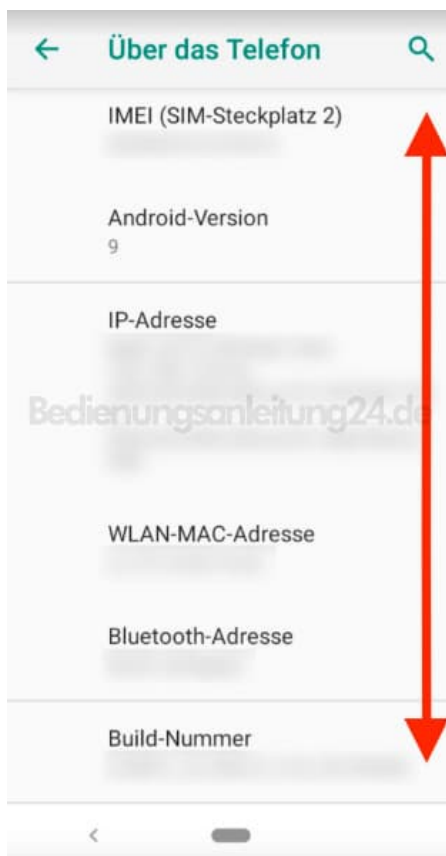 Über das Telefon
IMEI (SIM-Steckplatz 2)
Android-Version
9
IP-Adresse
Bedienungsanleitung24.de
WLAN-MAC-Adresse
Bluetooth-Adresse
Build-Nummer